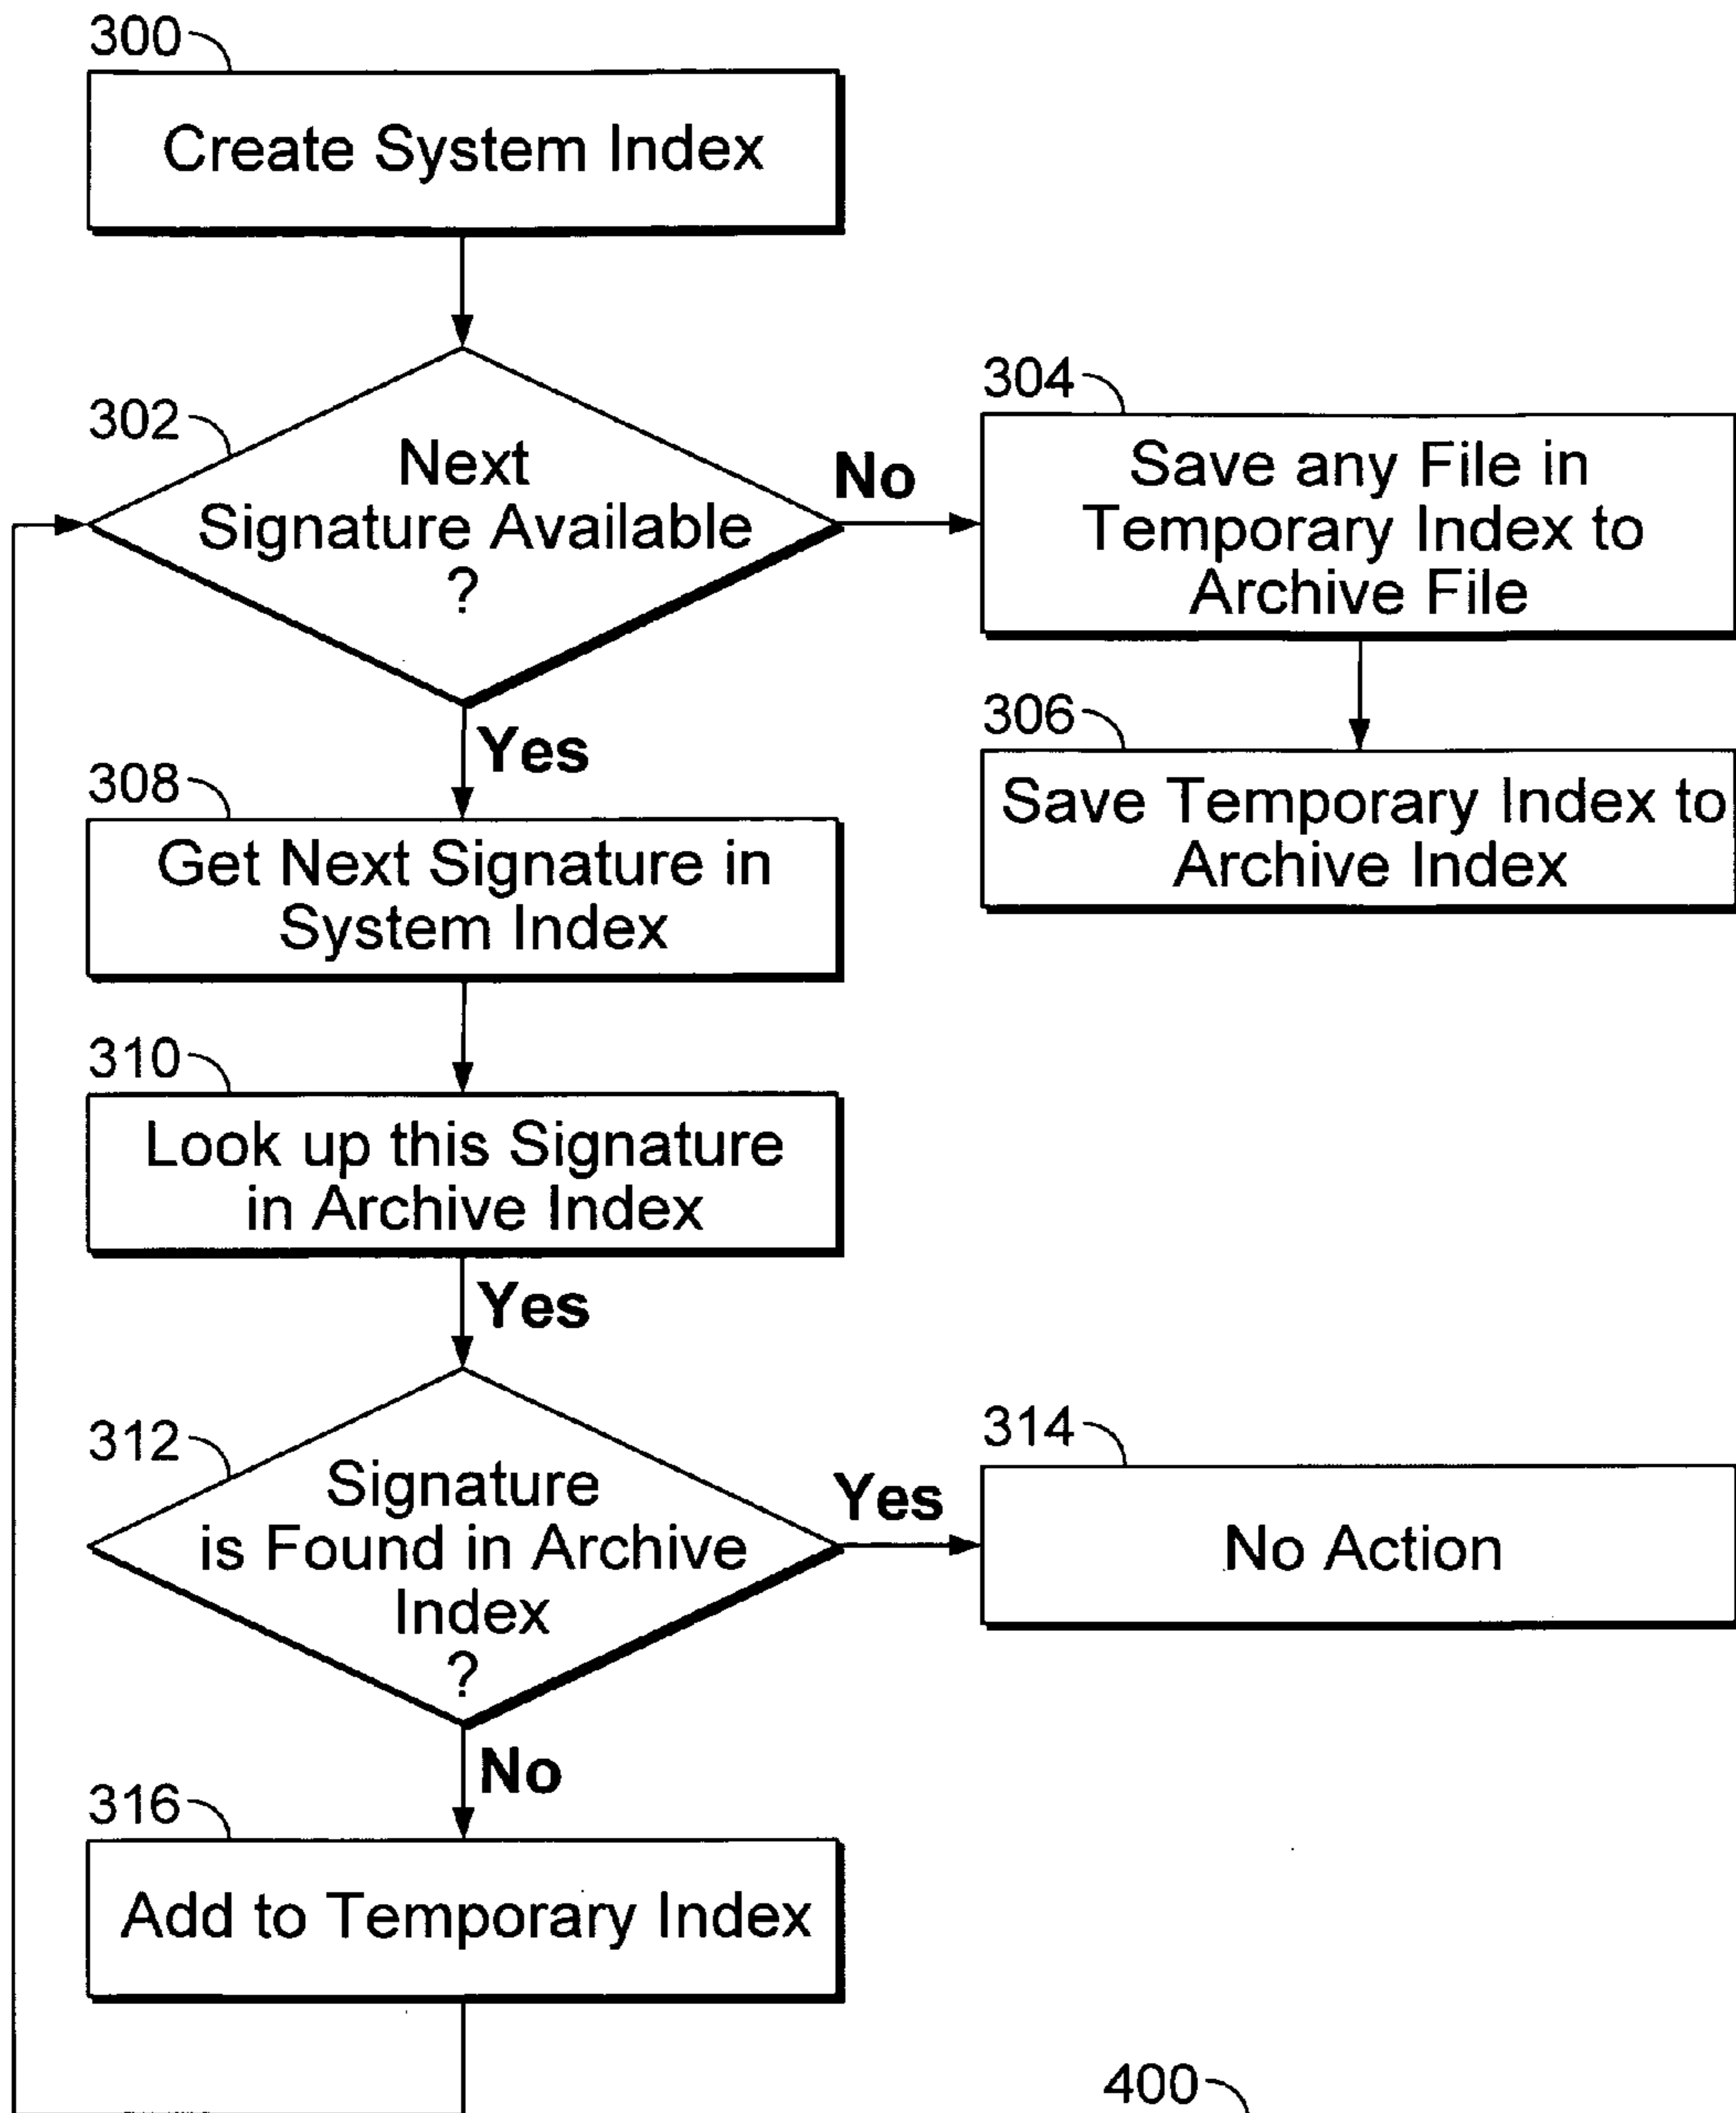 300
Create System Index
302
Next
Signature Available
?
No
304
Save any File in
Temporary Index to
Archive File
306
Save Temporary Index to
Archive Index
Yes
308
Get Next Signature in
System Index
310
Look up this Signature
in Archive Index
Yes
312
Signature
is Found in Archive
Index
?
Yes
314
No Action
No
316
Add to Temporary Index
400